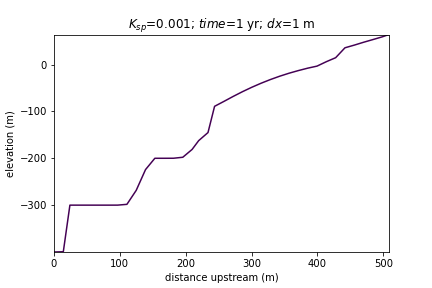 K_sp=0.001; time=1 yr; dx=1 m
0
−100
−200
−300
elevation (m)
0 100 200 300 400 500
distance upstream (m)